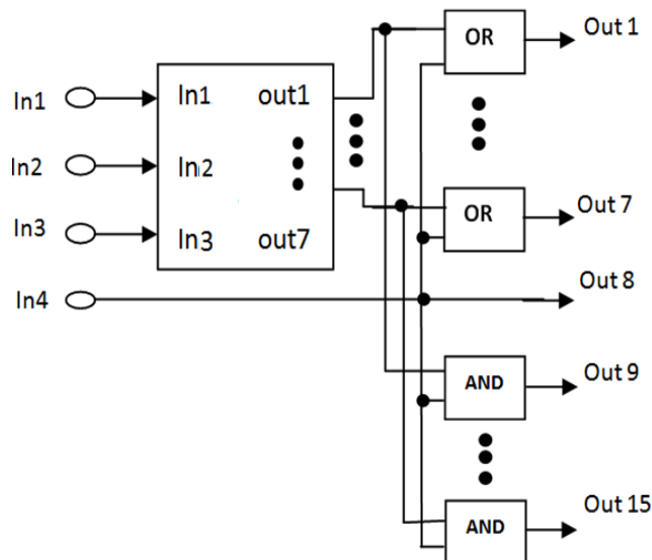 Out 1
OR
In1
In1 out1
In2
In2
Out 7
OR
In3
In3 out7
Out 8
In4
Out 9
AND
Out 15
AND